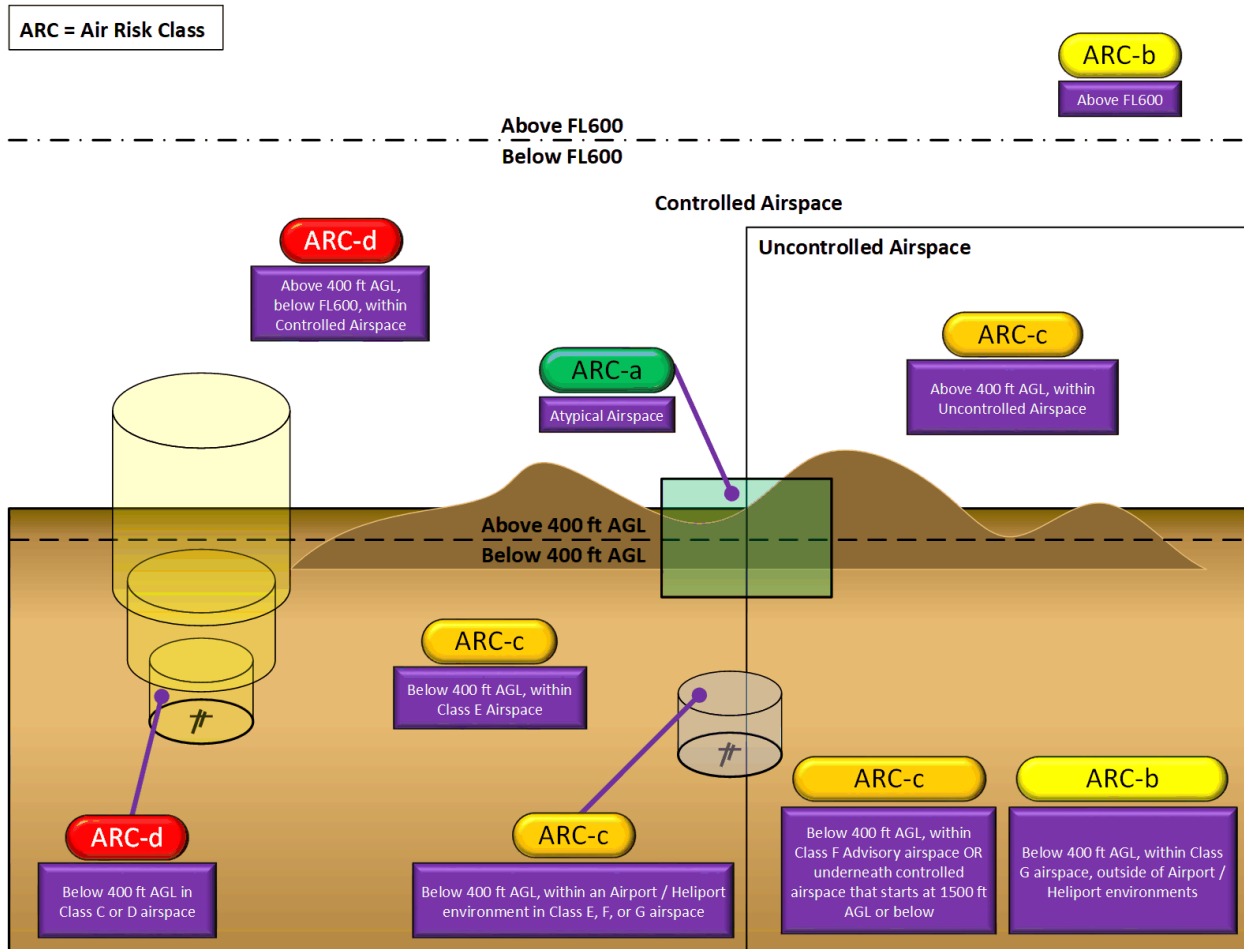 ARC = Air Risk Class
ARC-b
Above FL600
Above FL600
Below FL600
Controlled Airspace
Uncontrolled Airspace
ARC-d
Above 400 ft AGL,
below FL600, within
Controlled Airspace
ARC-c
Above 400 ft AGL, within
Uncontrolled Airspace
ARC-a
Atypical Airspace
Above 400 ft AGL
Below 400 ft AGL
ARC-c
Below 400 ft AGL, within
Class E Airspace
ARC-d
Below 400 ft AGL in
Class C or D airspace
ARC-c
Below 400 ft AGL, within an Airport / Heliport
environment in Class E, F, or G airspace
ARC-c
Below 400 ft AGL, within
Class F Advisory airspace OR
underneath controlled
airspace that starts at 1500 ft
AGL or below
ARC-b
Below 400 ft AGL, within Class
G airspace, outside of Airport /
Heliport environments